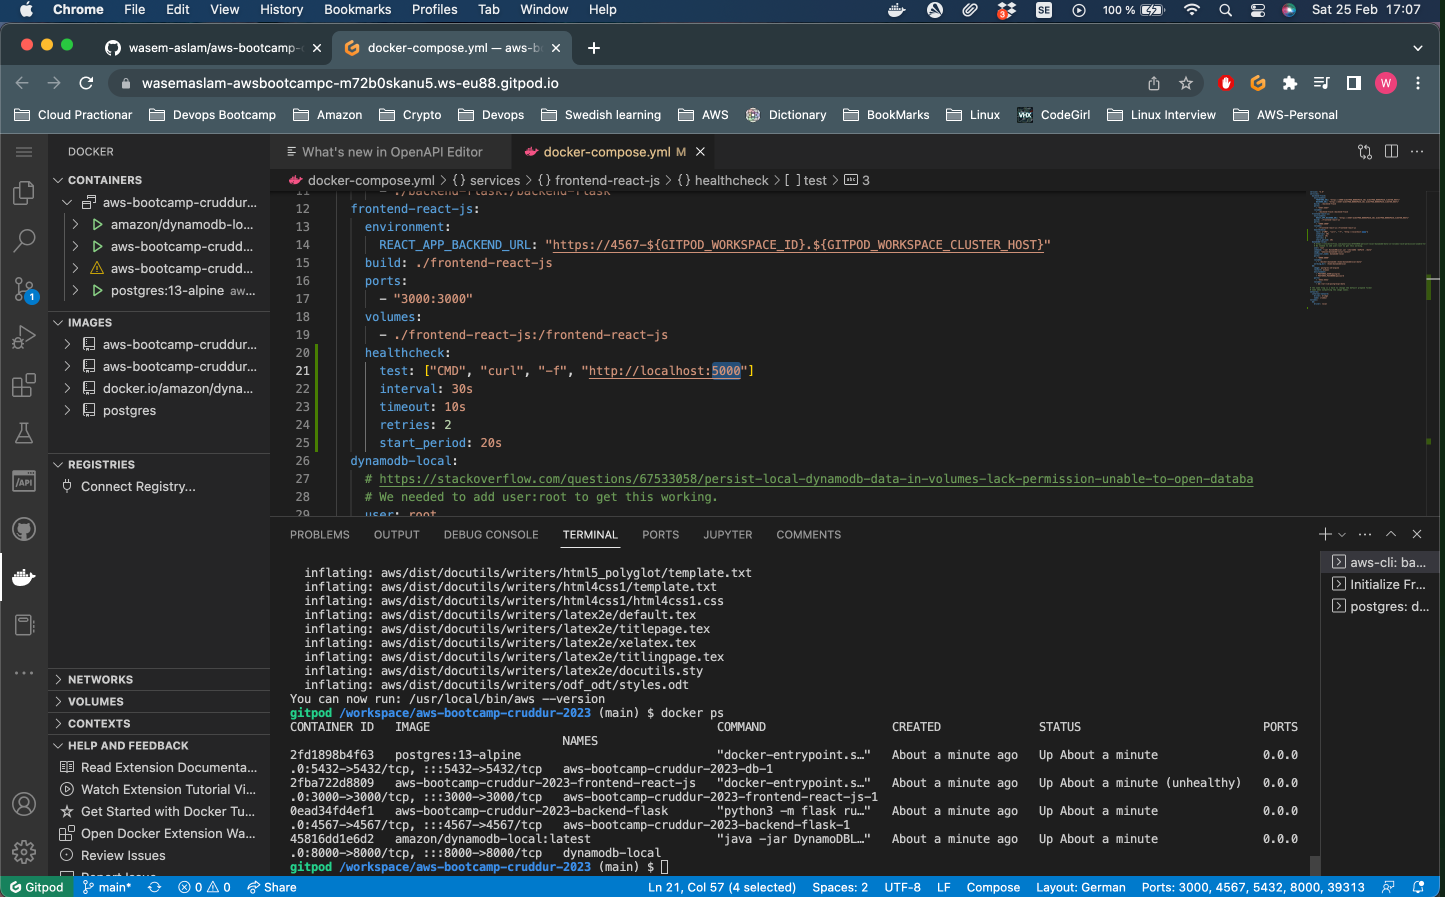 Chrome File Edit View History Bookmarks Profiles Tab Window Help 3 SE 100 % Sat 25 Feb 17:07
wasem-aslam/aws-bootcamp- docker-compose.yml — aws-b
wasemaslam-awsbootcampc-m72b0skanu5.ws-eu88.gitpod.io W
Cloud Practionar Devops Bootcamp Amazon Crypto Devops Swedish learning AWS Dictionary BookMarks Linux VHX CodeGirl Linux Interview AWS-Personal
DOCKER
CONTAINERS
aws-bootcamp-cruddur...
amazon/dynamodb-lo...
aws-bootcamp-crudd...
aws-bootcamp-crudd...
postgres:13-alpine aw...
IMAGES
aws-bootcamp-cruddur...
aws-bootcamp-cruddur...
docker.io/amazon/dyna...
postgres
REGISTRIES
Connect Registry...
NETWORKS
VOLUMES
CONTEXTS
HELP AND FEEDBACK
Read Extension Documenta...
Watch Extension Tutorial Vi...
Get Started with Docker Tu...
Open Docker Extension Wa...
Review Issues
Report Issue
1
/API
What's new in OpenAPI Editor docker-compose.yml M
docker-compose.yml > {} services > {} frontend-react-js > {} healthcheck > [ ] test > abc 3
11 - ./backend-flask:/backend-flask
12 frontend-react-js:
13 environment:
14 REACT_APP_BACKEND_URL: "https://4567-${GITPOD_WORKSPACE_ID}.${GITPOD_WORKSPACE_CLUSTER_HOST}"
15 build: ./frontend-react-js
16 ports:
17 - "3000:3000"
18 volumes:
19 - ./frontend-react-js:/frontend-react-js
20 healthcheck:
21 test: ["CMD", "curl", "-f", "http://localhost:5000"]
22 interval: 30s
23 timeout: 10s
24 retries: 2
25 start_period: 20s
26 dynamodb-local:
27 # https://stackoverflow.com/questions/67533058/persist-local-dynamodb-data-in-volumes-lack-permission-unable-to-open-databa
28 # We needed to add user:root to get this working.
29 user: root
PROBLEMS OUTPUT DEBUG CONSOLE TERMINAL PORTS JUPYTER COMMENTS
aws-cli: ba...
Initialize Fr...
postgres: d...
inflating: aws/dist/docutils/writers/html5_polyglot/template.txt
inflating: aws/dist/docutils/writers/html4css1/template.txt
inflating: aws/dist/docutils/writers/html4css1/html4css1.css
inflating: aws/dist/docutils/writers/latex2e/default.tex
inflating: aws/dist/docutils/writers/latex2e/titlepage.tex
inflating: aws/dist/docutils/writers/latex2e/xelatex.tex
inflating: aws/dist/docutils/writers/latex2e/titlingpage.tex
inflating: aws/dist/docutils/writers/latex2e/docutils.sty
inflating: aws/dist/docutils/writers/odf_odt/styles.odt
You can now run: /usr/local/bin/aws --version
gitpod /workspace/aws-bootcamp-cruddur-2023 (main) $ docker ps
CONTAINER ID IMAGE COMMAND CREATED STATUS PORTS
NAMES
2fd1898b4f63 postgres:13-alpine "docker-entrypoint.s…" About a minute ago Up About a minute 0.0.0
.0:5432->5432/tcp, :::5432->5432/tcp aws-bootcamp-cruddur-2023-db-1
2fba722d8809 aws-bootcamp-cruddur-2023-frontend-react-js "docker-entrypoint.s…" About a minute ago Up About a minute (unhealthy) 0.0.0
.0:3000->3000/tcp, :::3000->3000/tcp aws-bootcamp-cruddur-2023-frontend-react-js-1
0ead34fd4ef1 aws-bootcamp-cruddur-2023-backend-flask "python3 -m flask ru…" About a minute ago Up About a minute 0.0.0
.0:4567->4567/tcp, :::4567->4567/tcp aws-bootcamp-cruddur-2023-backend-flask-1
45816dd1e6d2 amazon/dynamodb-local:latest "java -jar DynamoDBL…" About a minute ago Up About a minute 0.0.0
.0:8000->8000/tcp, :::8000->8000/tcp dynamodb-local
gitpod /workspace/aws-bootcamp-cruddur-2023 (main) $
Gitpod main* 0 0 Share Ln 21, Col 57 (4 selected) Spaces: 2 UTF-8 LF Compose Layout: German Ports: 3000, 4567, 5432, 8000, 39313